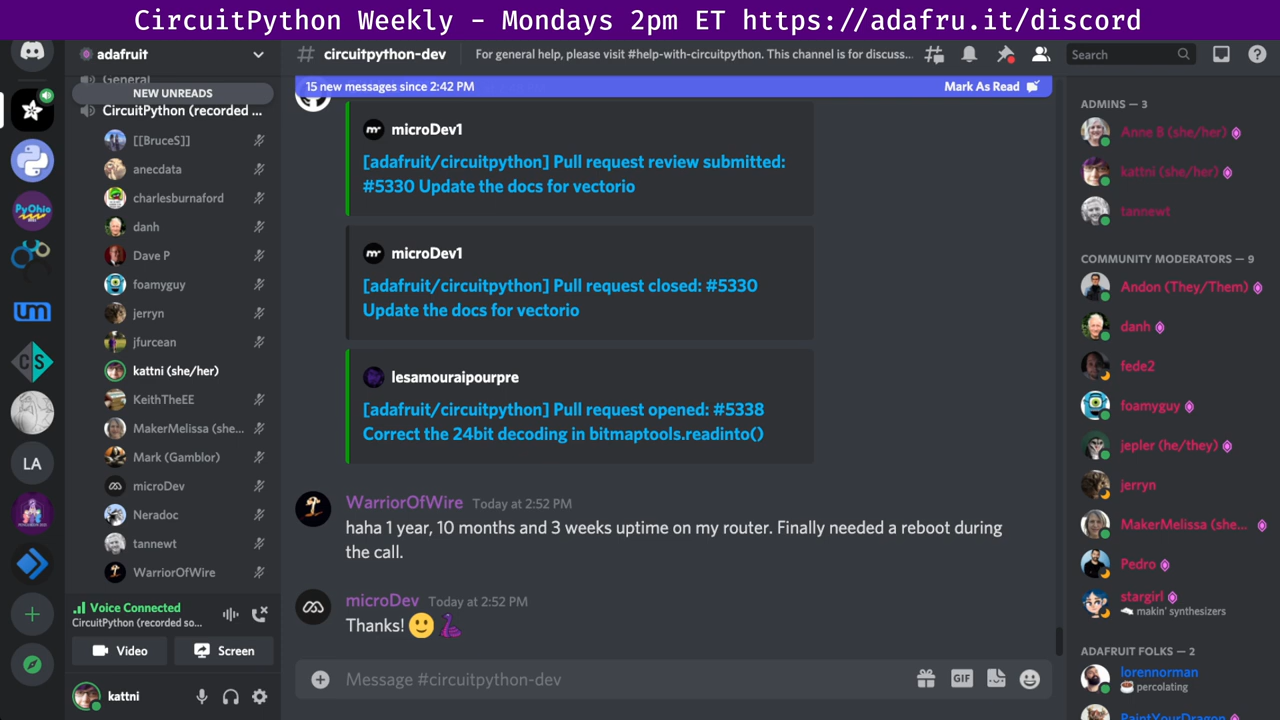 CircuitPython Weekly – Mondays 2pm ET https://adafru.it/discord
adafruit
General
NEW UNREADS
CircuitPython (recorded ...
[[BruceS]]
anecdata
charlesburnaford
danh
Dave P
foamyguy
jerryn
jfurcean
kattni (she/her)
KeithTheEE
MakerMelissa (she...
Mark (Gamblor)
microDev
Neradoc
tannewt
WarriorOfWire
Voice Connected
CircuitPython (recorded so...
Video
Screen
kattni
PyOhio
um
CS
LA
# circuitpython-dev
For general help, please visit #help-with-circuitpython. This channel is for discuss...
Search
15 new messages since 2:42 PM
Mark As Read
microDev1
[adafruit/circuitpython] Pull request review submitted:
#5330 Update the docs for vectorio
microDev1
[adafruit/circuitpython] Pull request closed: #5330
Update the docs for vectorio
lesamouraipourpre
[adafruit/circuitpython] Pull request opened: #5338
Correct the 24bit decoding in bitmaptools.readinto()
WarriorOfWire Today at 2:52 PM
haha 1 year, 10 months and 3 weeks uptime on my router. Finally needed a reboot during
the call.
microDev Today at 2:52 PM
Thanks! 🙂
Message #circuitpython-dev
GIF
ADMINS — 3
Anne B (she/her)
kattni (she/her)
tannewt
COMMUNITY MODERATORS — 9
Andon (They/Them)
danh
fede2
foamyguy
jepler (he/they)
jerryn
MakerMelissa (she...
Pedro
stargirl
makin' synthesizers
ADAFRUIT FOLKS — 2
lorennorman
percolating
PaintYourDragon